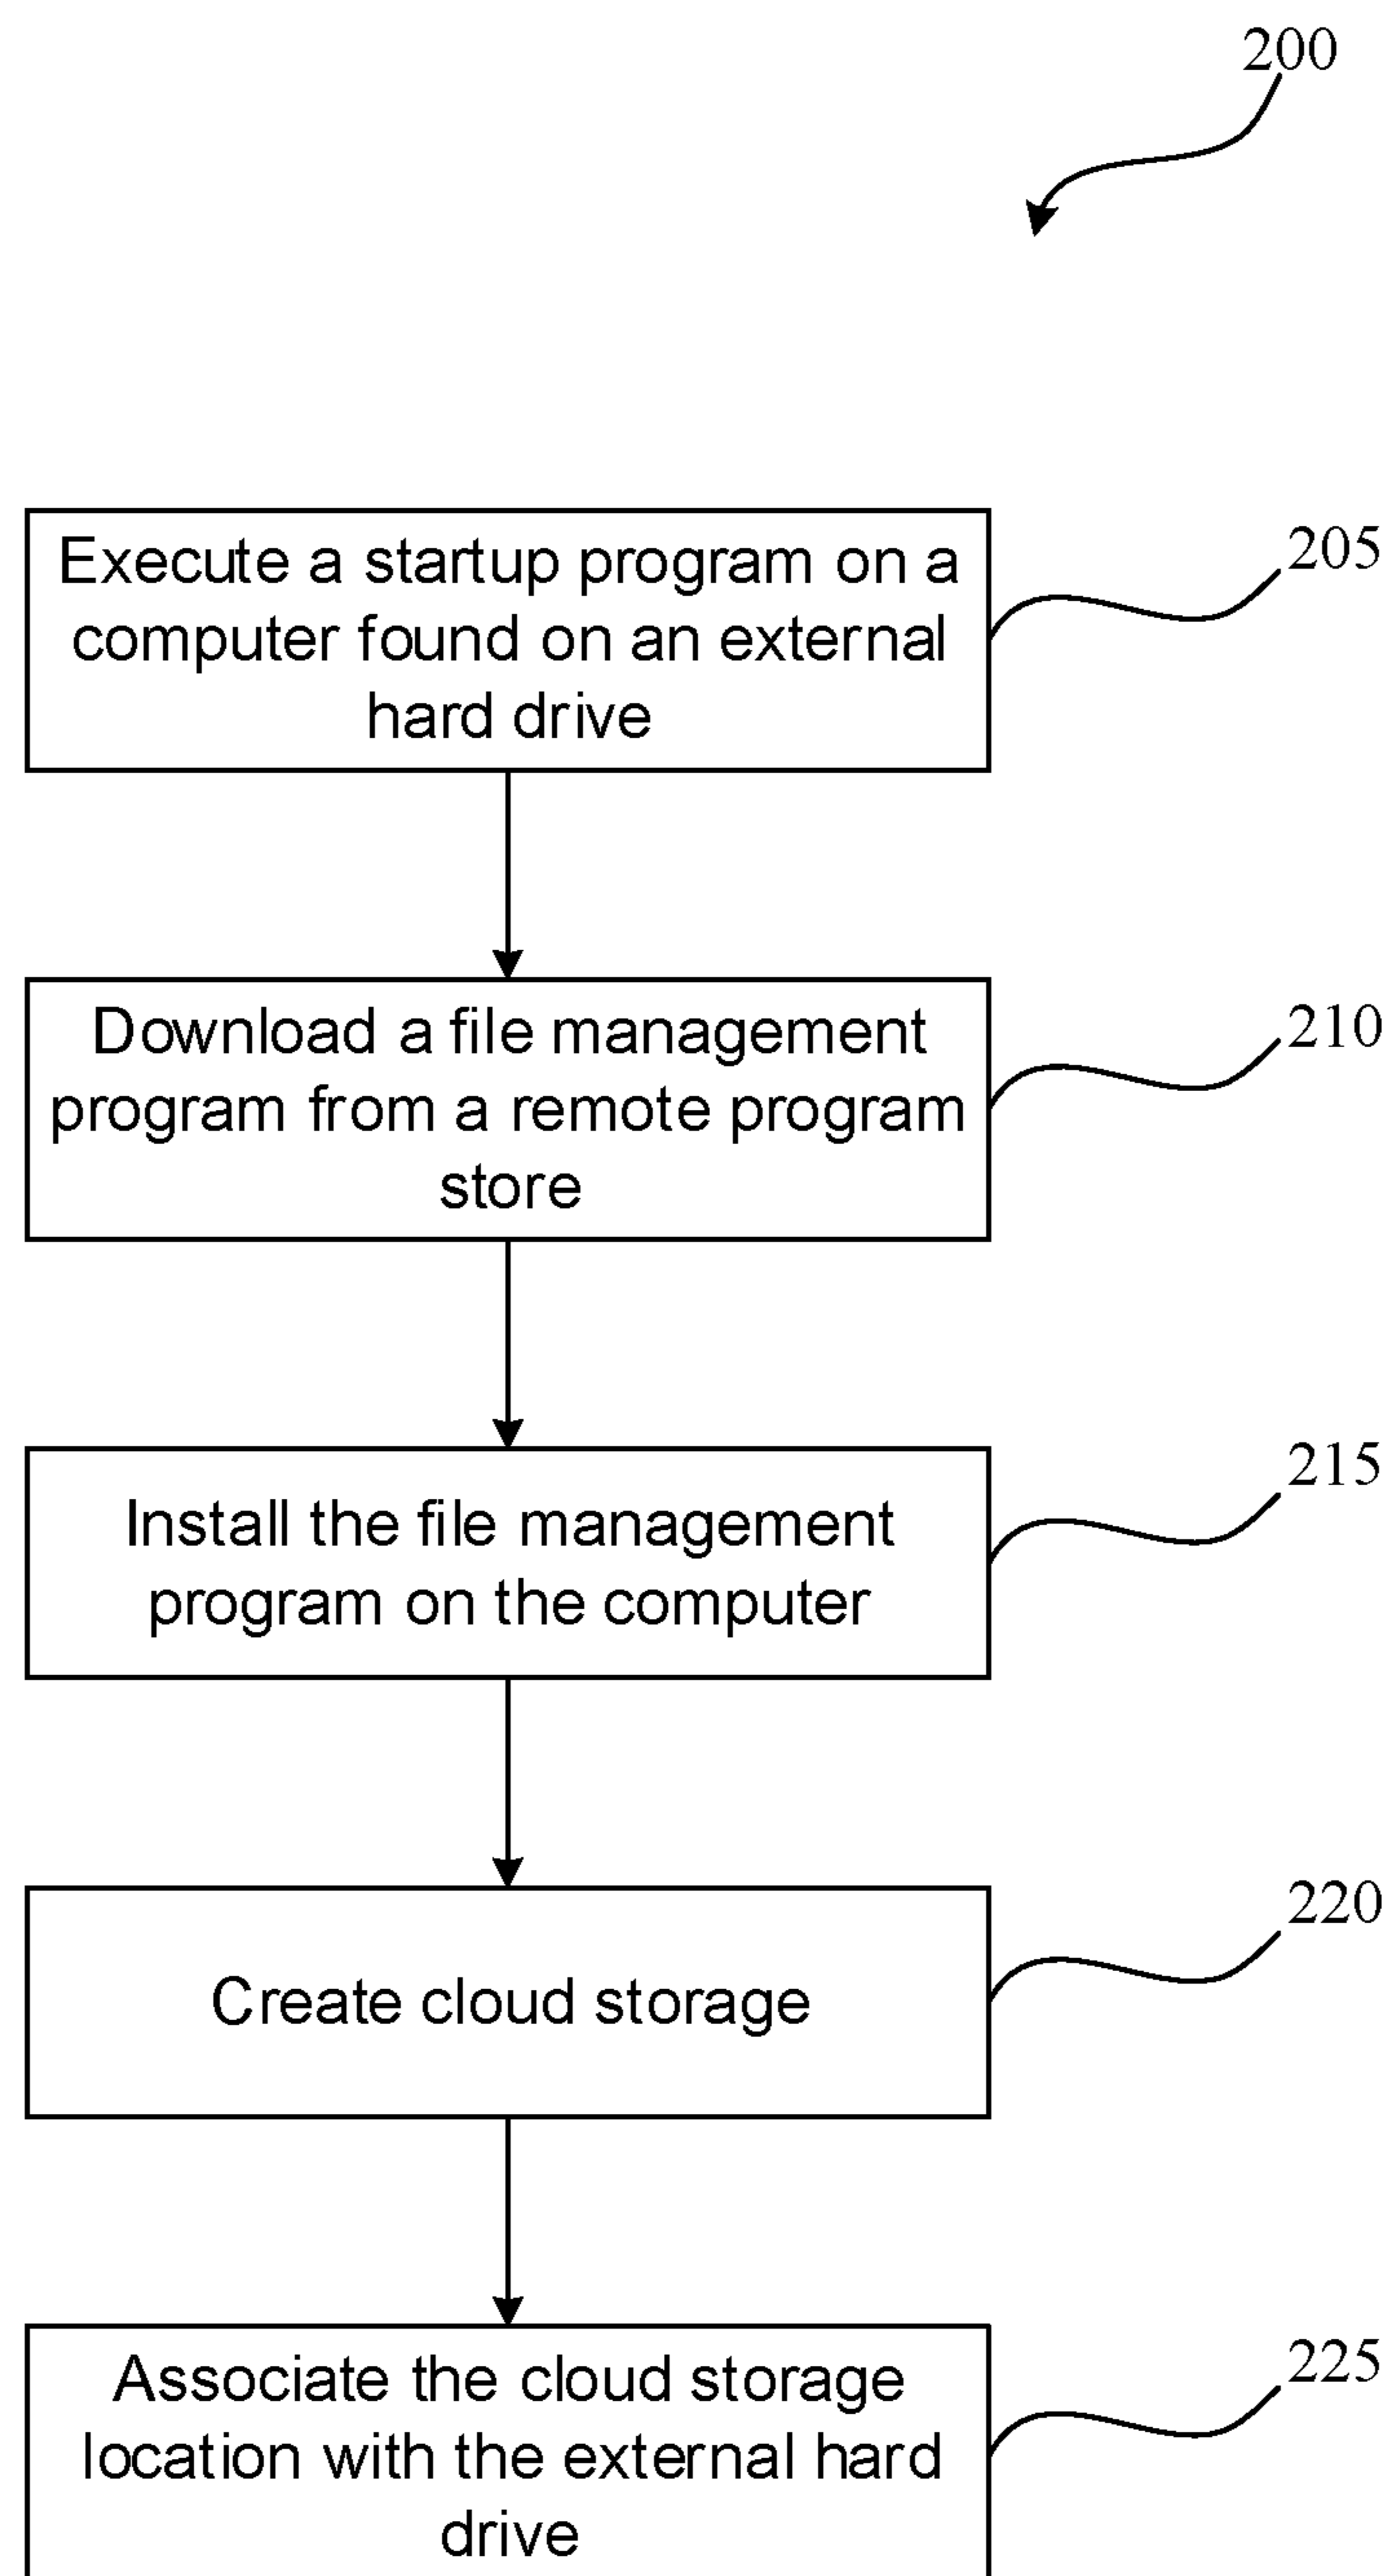 200
Execute a startup program on a
computer found on an external
hard drive
205
Download a file management
program from a remote program
store
210
Install the file management
program on the computer
215
Create cloud storage
220
Associate the cloud storage
location with the external hard
drive
225